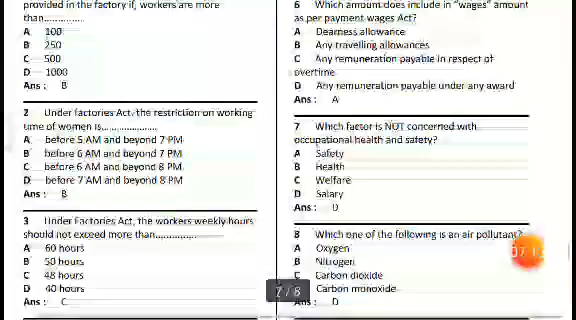 provided in the factory if, workers are more
than...............
A 100
B 250
C 500
D 1000
Ans : B
2 Under factories Act, the restriction on working
time of women is.....................
A before 5 AM and beyond 7 PM
B before 6 AM and beyond 7 PM
C before 6 AM and beyond 8 PM
D before 7 AM and beyond 8 PM
Ans : B
3 Under Factories Act, the workers weekly hours
should not exceed more than...............
A 60 hours
B 50 hours
C 48 hours
D 40 hours
Ans : C
6 Which amount does include in "wages" amount
as per payment wages Act?
A Dearness allowance
B Any travelling allowances
C Any remuneration payable in respect of
overtime
D Any remuneration payable under any award
Ans : A
7 Which factor is NOT concerned with
occupational health and safety?
A Safety
B Health
C Welfare
D Salary
Ans : D
8 Which one of the following is an air pollutant?
A Oxygen
B Nitrogen
C Carbon dioxide
Carbon monoxide
Ans : D
7 / 8